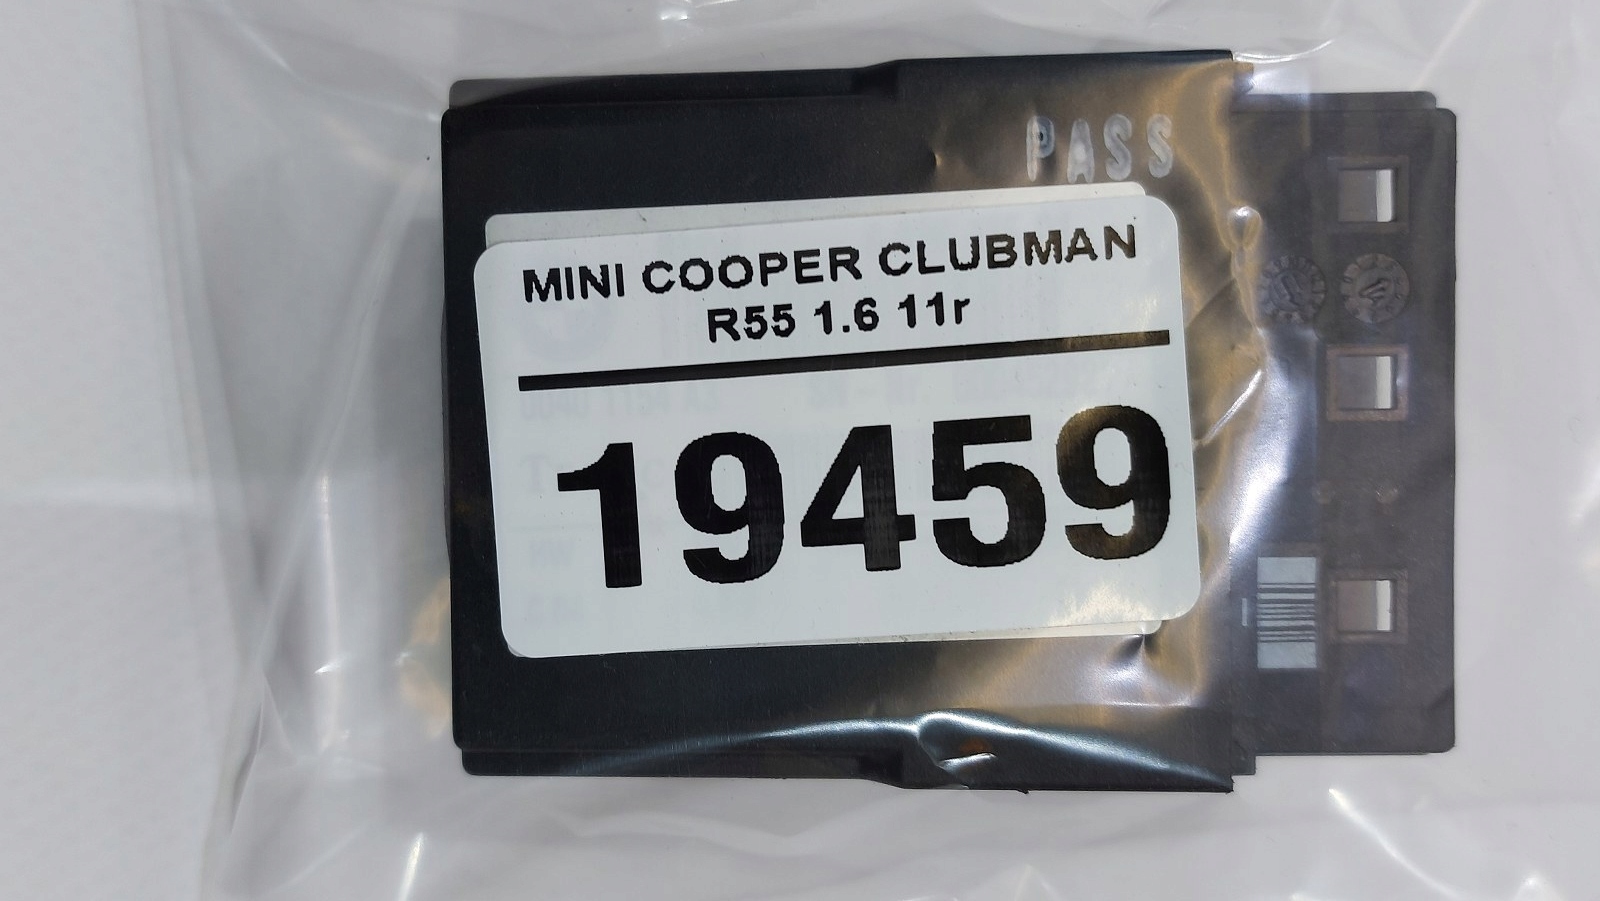 PASS
MINI COOPER CLUBMAN
R55 1.6 11r
19459